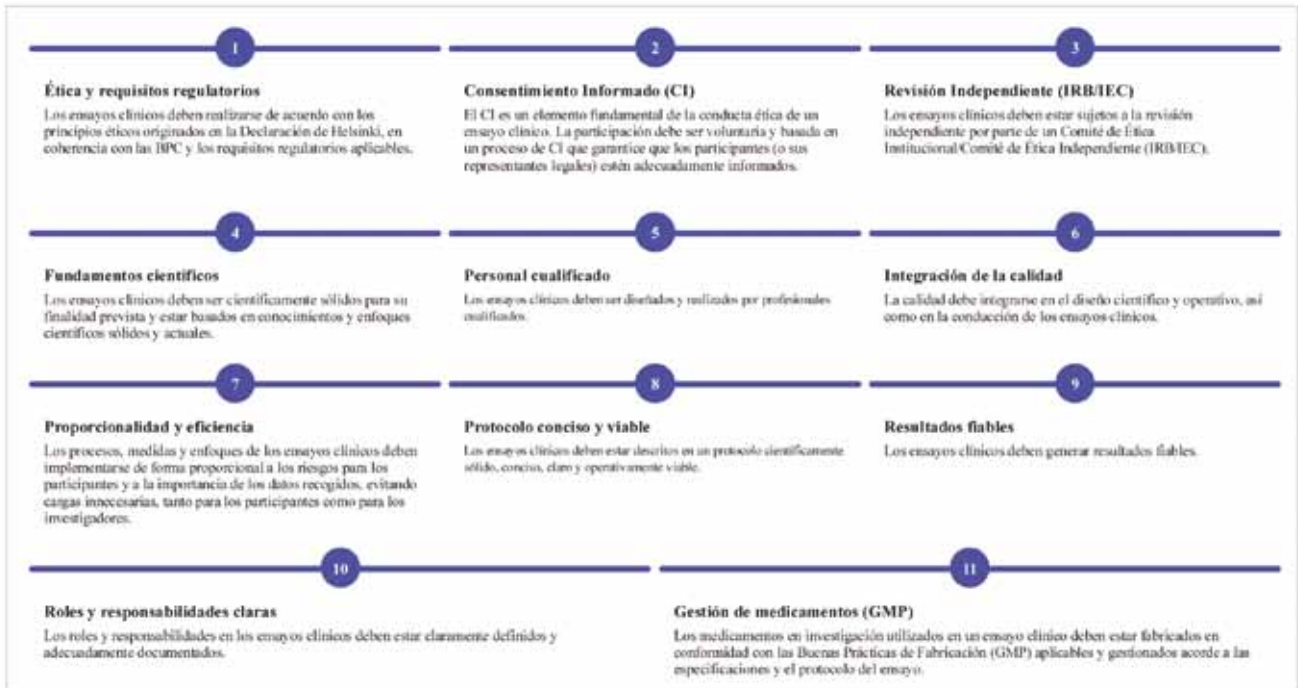 1
2
3
Ética y requisitos regulatorios
Los ensayos clínicos deben realizarse de acuerdo con los
principios éticos originados en la Declaración de Helsinki, en
coherencia con las BPC y los requisitos regulatorios aplicables.
Consentimiento Informado (CI)
El CI es un elemento fundamental de la conducta ética de un
ensayo clínico. La participación debe ser voluntaria y basada en
un proceso de CI que garantice que los participantes (o sus
representantes legales) estén adecuadamente informados.
Revisión Independiente (IRB/IEC)
Los ensayos clínicos deben estar sujetos a la revisión
independiente por parte de un Comité de Ética
Institucional/Comité de Ética Independiente (IRB/IEC).
4
5
6
Fundamentos científicos
Los ensayos clínicos deben ser científicamente sólidos para su
finalidad prevista y estar basados en conocimientos y enfoques
científicos sólidos y actuales.
Personal cualificado
Los ensayos clínicos deben ser diseñados y realizados por profesionales
cualificados.
Integración de la calidad
La calidad debe integrarse en el diseño científico y operativo, así
como en la conducción de los ensayos clínicos.
7
8
9
Proporcionalidad y eficiencia
Los procesos, medidas y enfoques de los ensayos clínicos deben
implementarse de forma proporcional a los riesgos para los
participantes y a la importancia de los datos recogidos, evitando
cargas innecesarias, tanto para los participantes como para los
investigadores.
Protocolo conciso y viable
Los ensayos clínicos deben estar descritos en un protocolo científicamente
sólido, conciso, claro y operativamente viable.
Resultados fiables
Los ensayos clínicos deben generar resultados fiables.
10
11
Roles y responsabilidades claras
Los roles y responsabilidades en los ensayos clínicos deben estar claramente definidos y
adecuadamente documentados.
Gestión de medicamentos (GMP)
Los medicamentos en investigación utilizados en un ensayo clínico deben estar fabricados en
conformidad con las Buenas Prácticas de Fabricación (GMP) aplicables y gestionados acorde a las
especificaciones y el protocolo del ensayo.